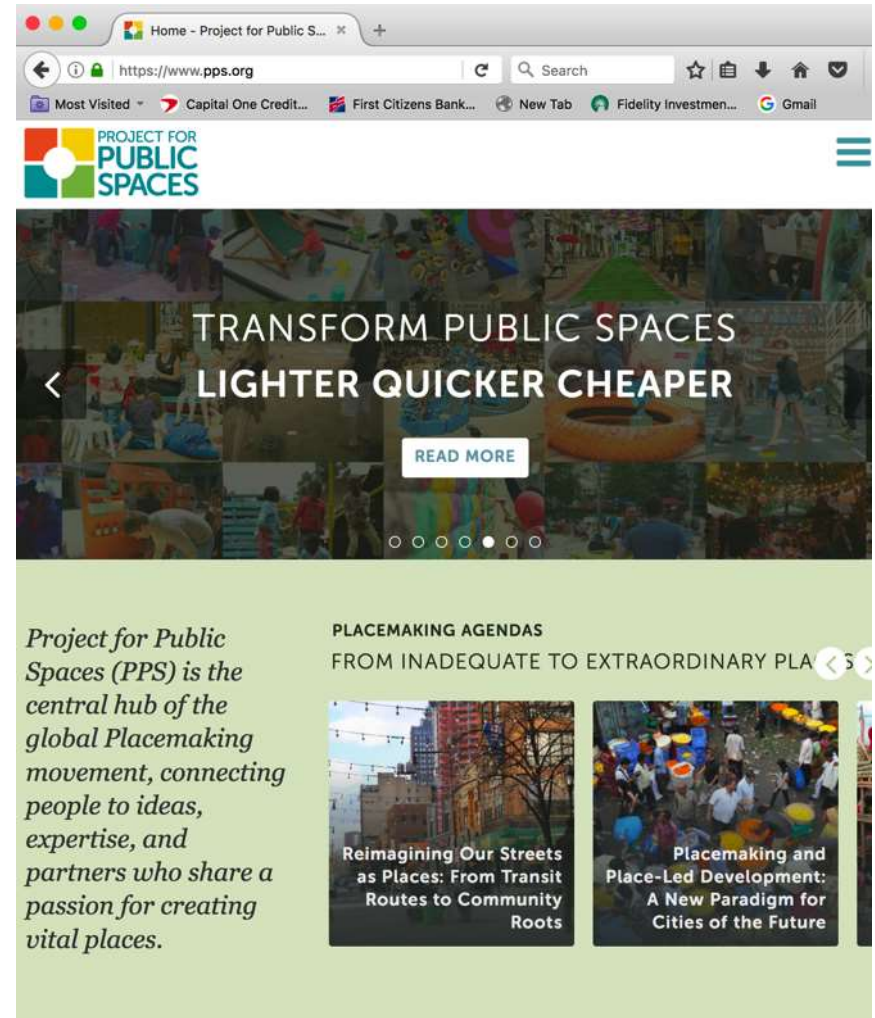 Home - Project for Public S...
https://www.pps.org
Search
Most Visited
Capital One Credit...
First Citizens Bank...
New Tab
Fidelity Investmen...
Gmail
PROJECT FOR
PUBLIC
SPACES
TRANSFORM PUBLIC SPACES
LIGHTER QUICKER CHEAPER
READ MORE
Project for Public
Spaces (PPS) is the
central hub of the
global Placemaking
movement, connecting
people to ideas,
expertise, and
partners who share a
passion for creating
vital places.
PLACEMAKING AGENDAS
FROM INADEQUATE TO EXTRAORDINARY
Reimagining Our Streets
as Places: From Transit
Routes to Community
Roots
Placemaking and
Place-Led Development:
A New Paradigm for
Cities of the Future